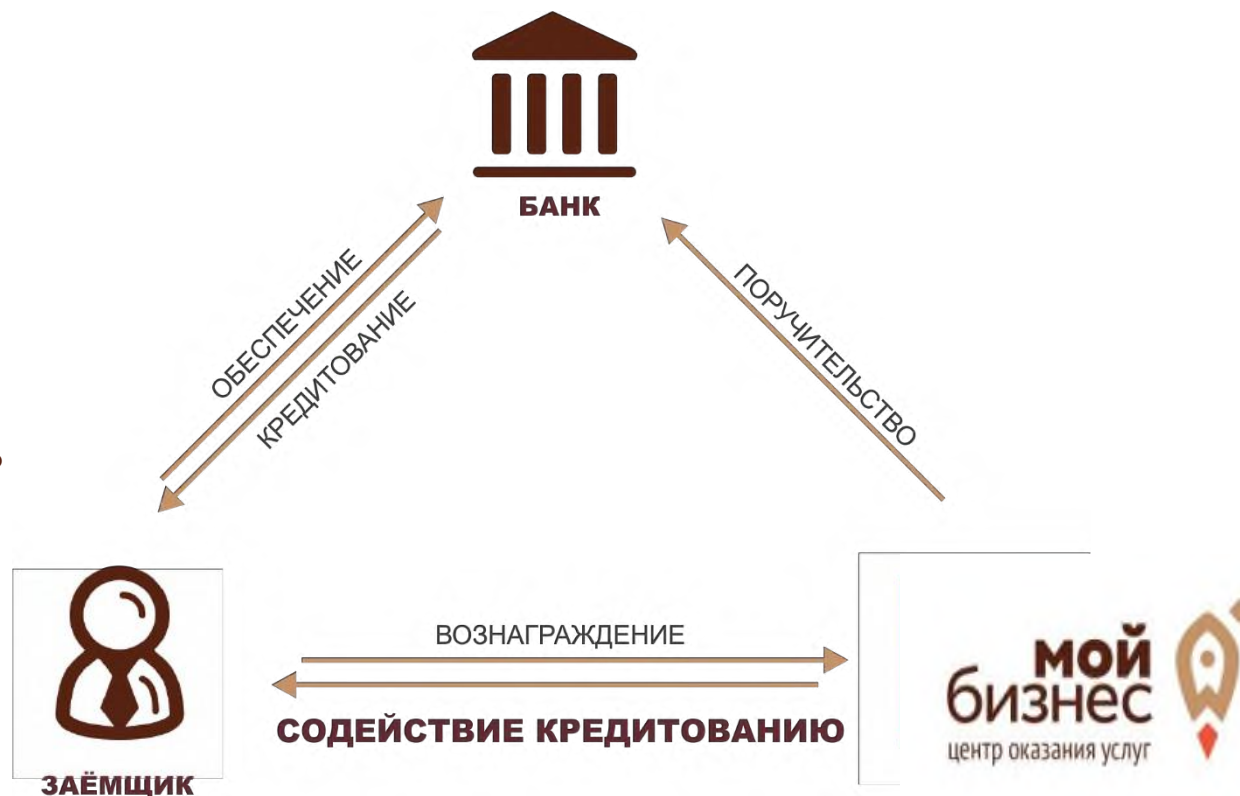 БАНК
ОБЕСПЕЧЕНИЕ
КРЕДИТОВАНИЕ
ПОРУЧИТЕЛЬСТВО
ВОЗНАГРАЖДЕНИЕ
СОДЕЙСТВИЕ КРЕДИТОВАНИЮ
ЗАЁМЩИК
мой
бизнес
центр оказания услуг